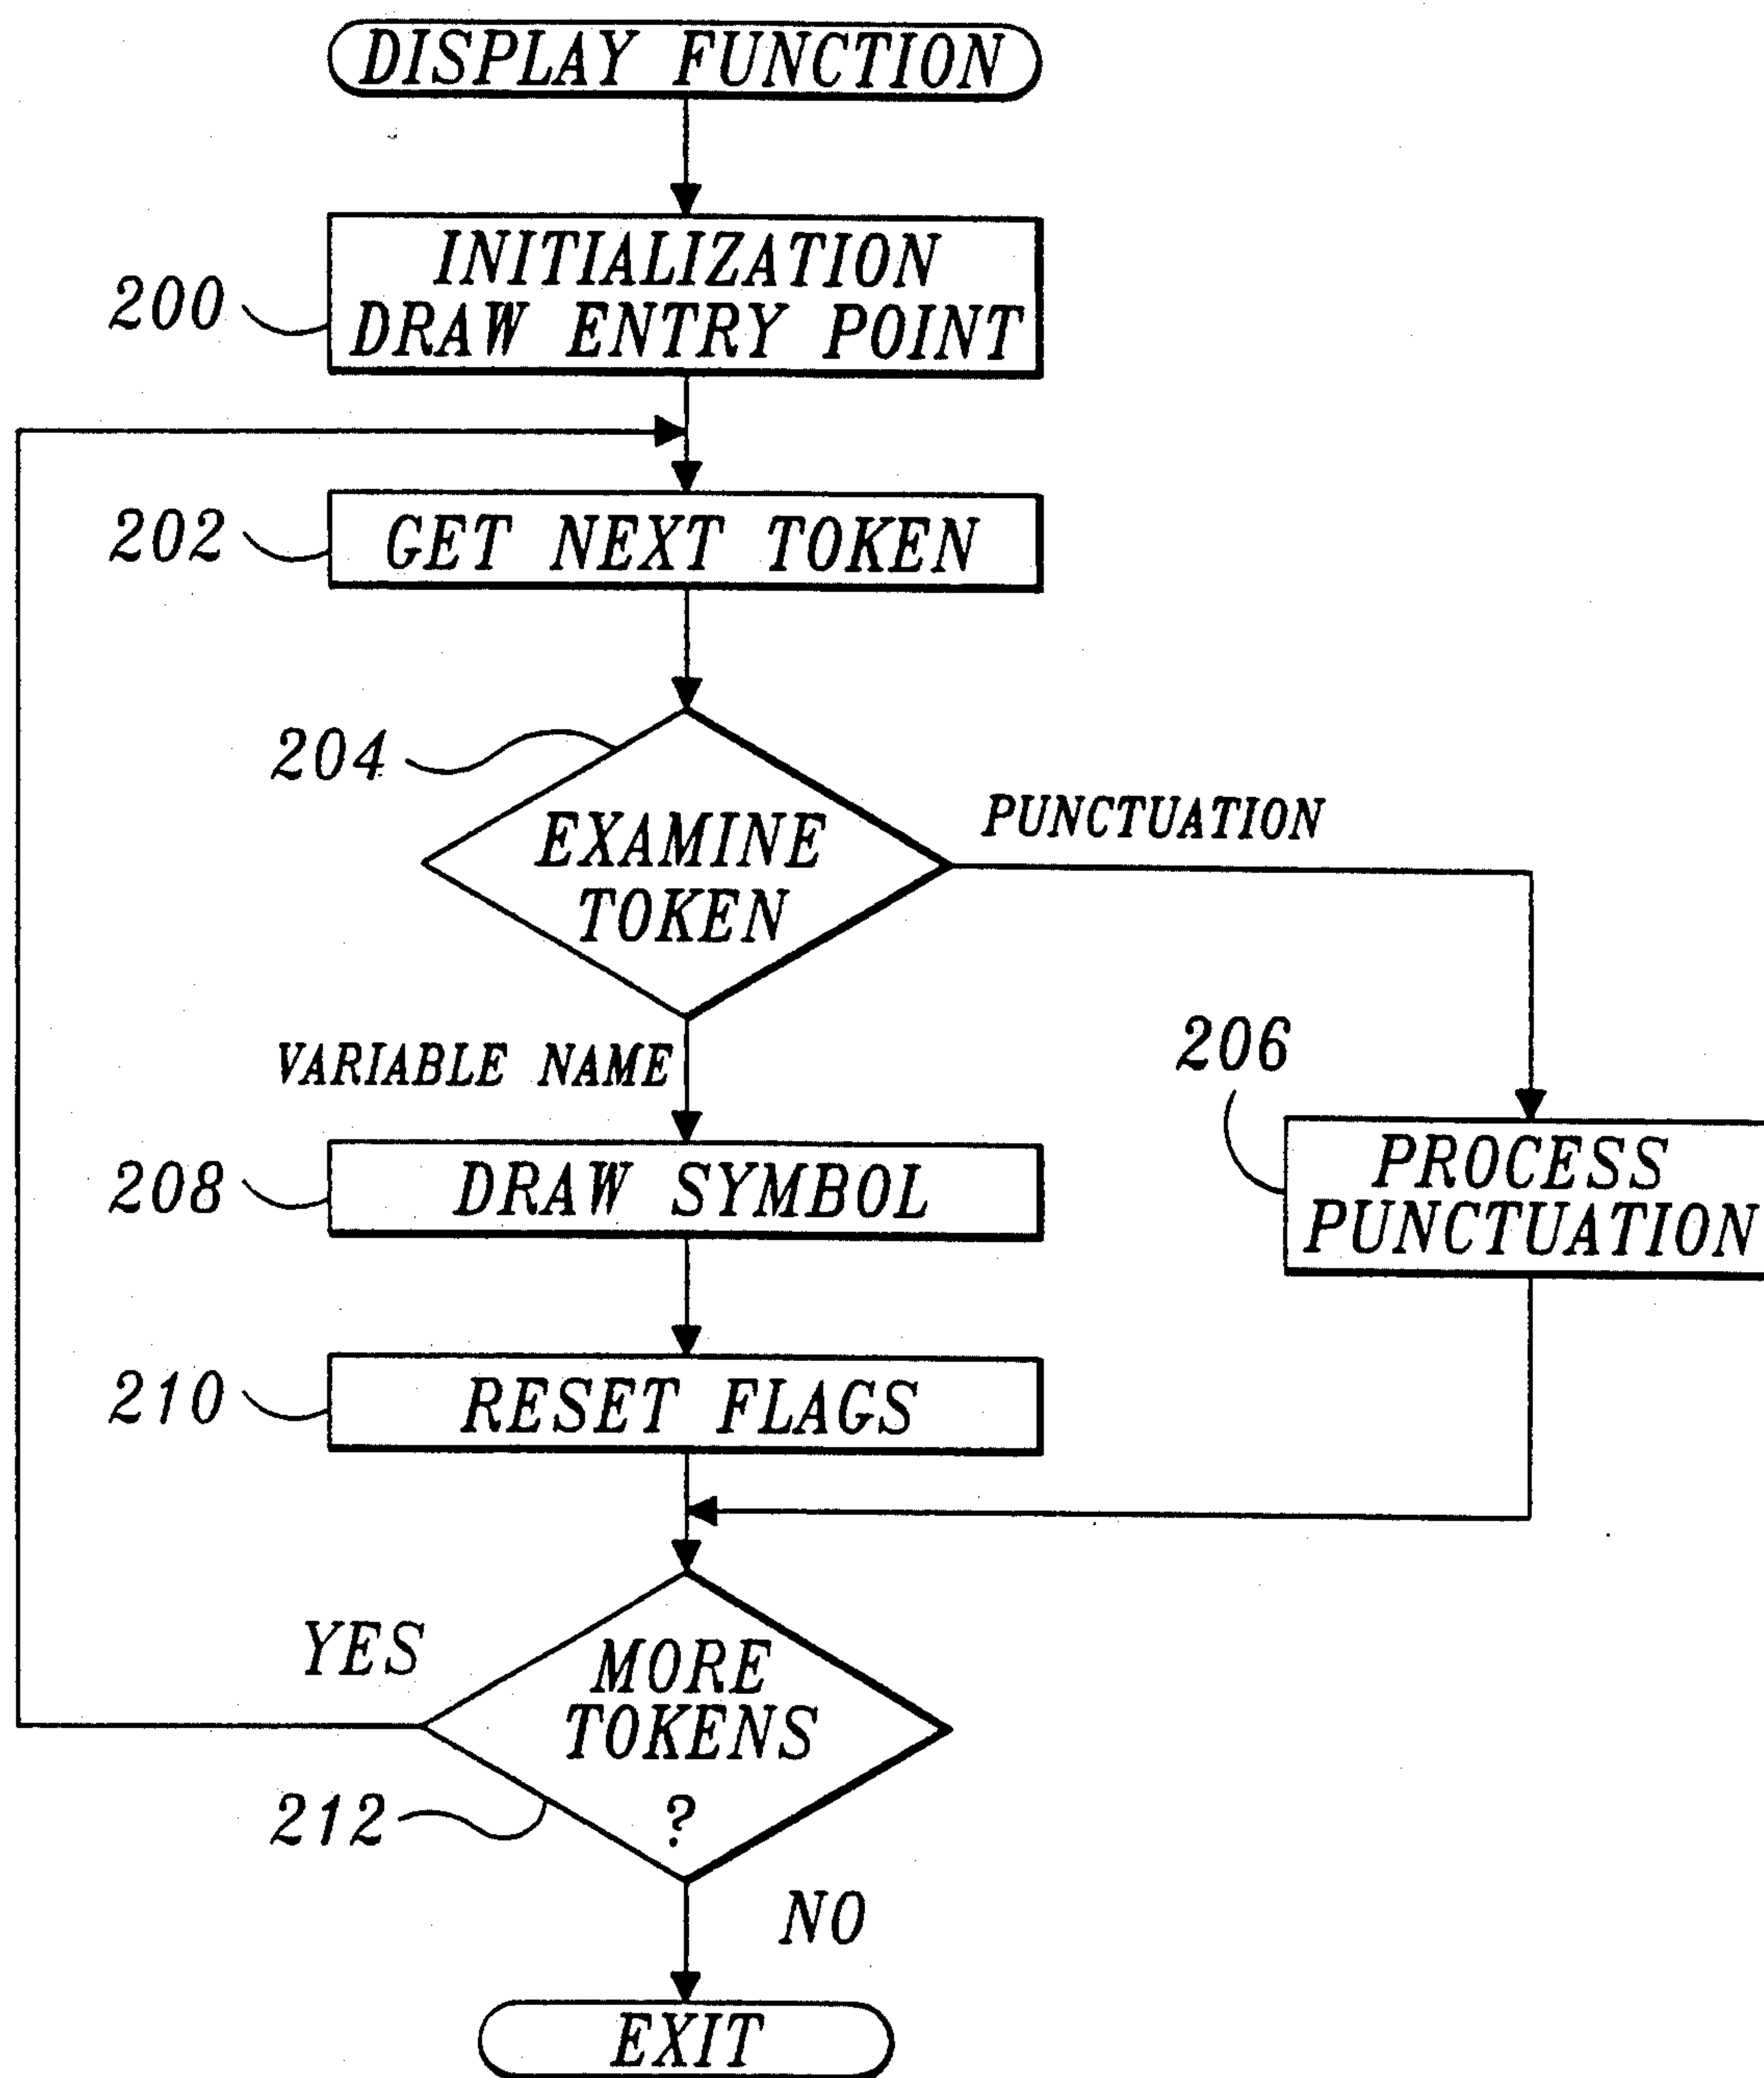 DISPLAY FUNCTION
INITIALIZATION
DRAW ENTRY POINT
200
GET NEXT TOKEN
202
204
EXAMINE
TOKEN
PUNCTUATION
VARIABLE NAME
206
PROCESS
PUNCTUATION
208
DRAW SYMBOL
210
RESET FLAGS
YES
MORE
TOKENS
?
212
NO
EXIT